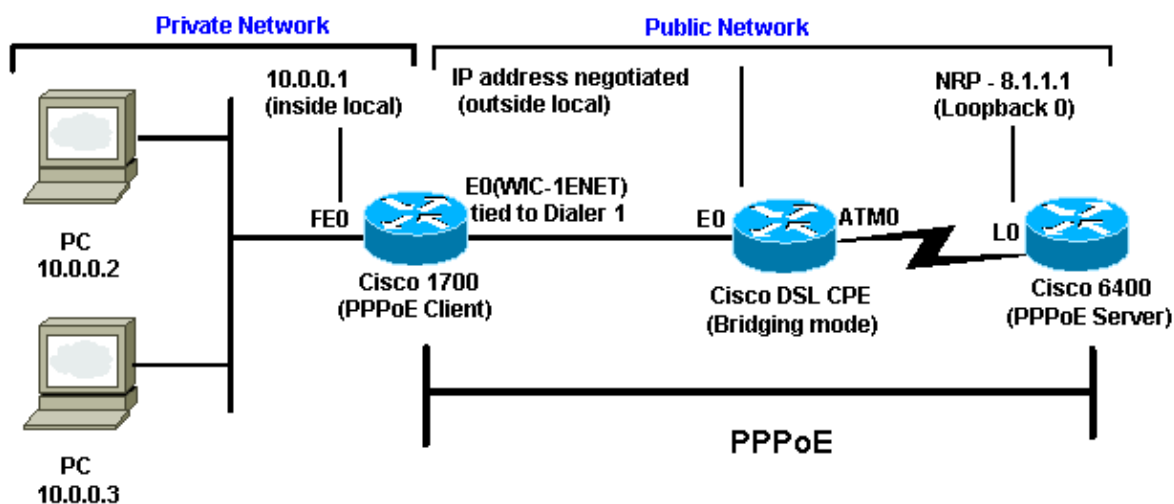 Private Network
Public Network
10.0.0.1
(inside local)
IP address negotiated
(outside local)
NRP - 8.1.1.1
(Loopback 0)
E0(WIC-1ENET)
tied to Dialer 1
FE0
E0
ATM0
L0
PC
10.0.0.2
Cisco 1700
(PPPoE Client)
Cisco DSL CPE
(Bridging mode)
Cisco 6400
(PPPoE Server)
PPPoE
PC
10.0.0.3